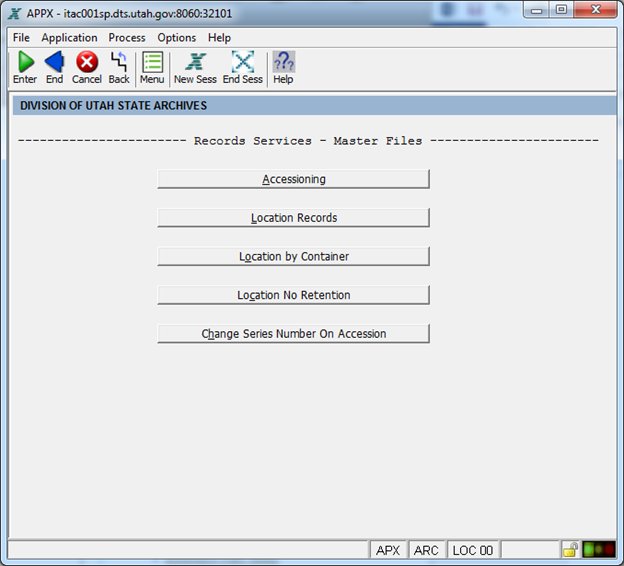 APPX - itac001sp.dts.utah.gov:8060:32101
File Application Process Options Help
Enter End Cancel Back Menu New Sess End Sess Help
DIVISION OF UTAH STATE ARCHIVES
---------------------- Records Services - Master Files ----------------------
Accessioning
Location Records
Location by Container
Location No Retention
Change Series Number On Accession
APX ARC LOC 00